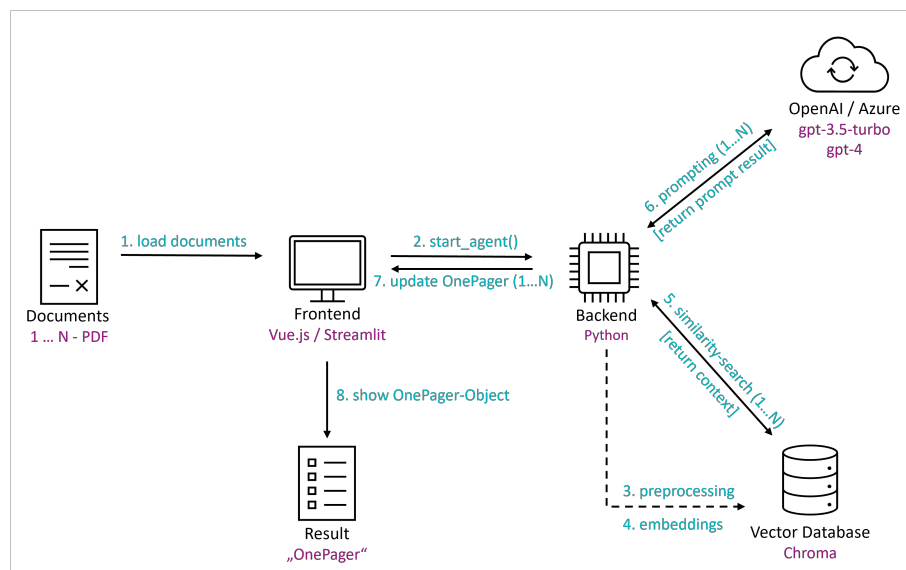 OpenAI / Azure
gpt-3.5-turbo
gpt-4
6. prompting (1...N)
[return prompt result]
1. load documents
2. start_agent()
7. update OnePager (1...N)
Documents
1 ... N - PDF
Frontend
Vue.js / Streamlit
Backend
Python
5. similarity-search (1...N)
[return context]
8. show OnePager-Object
3. preprocessing
4. embeddings
Result
„OnePager“
Vector Database
Chroma